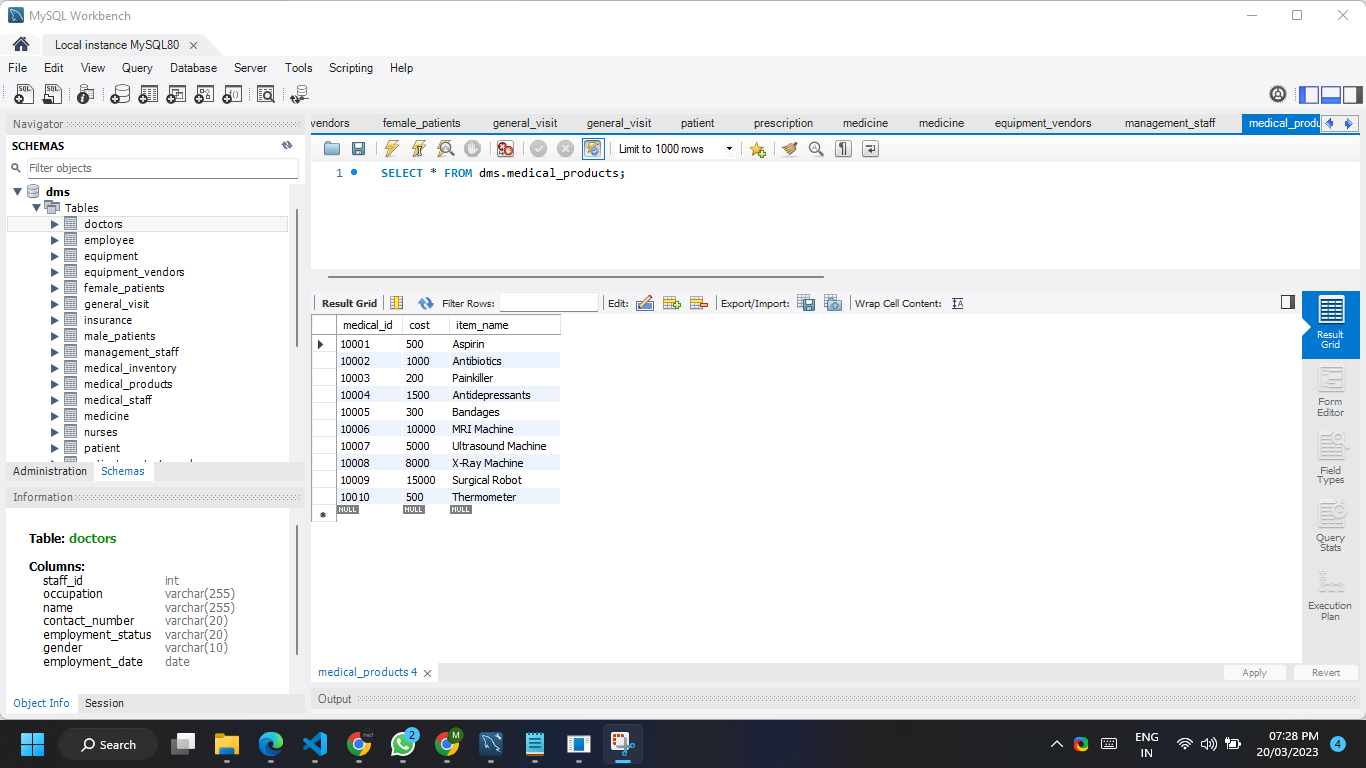 MySQL Workbench
Local instance MySQL80
File Edit View Query Database Server Tools Scripting Help
Navigator
SCHEMAS
Filter objects
dms
Tables
doctors
employee
equipment
equipment_vendors
female_patients
general_visit
insurance
male_patients
management_staff
medical_inventory
medical_products
medical_staff
medicine
nurses
patient
Administration Schemas
Information
Table: doctors
Columns:
staff_id int
occupation varchar(255)
name varchar(255)
contact_number varchar(20)
employment_status varchar(20)
gender varchar(10)
employment_date date
Object Info Session
vendors female_patients general_visit general_visit patient prescription medicine medicine equipment_vendors management_staff medical_produ
Limit to 1000 rows
1 SELECT * FROM dms.medical_products;
Result Grid Filter Rows: Edit: Export/Import: Wrap Cell Content:
medical_id cost item_name
10001 500 Aspirin
10002 1000 Antibiotics
10003 200 Painkiller
10004 1500 Antidepressants
10005 300 Bandages
10006 10000 MRI Machine
10007 5000 Ultrasound Machine
10008 8000 X-Ray Machine
10009 15000 Surgical Robot
10010 500 Thermometer
NULL NULL NULL
Result
Grid
Form
Editor
Field
Types
Query
Stats
Execution
Plan
medical_products 4
Apply Revert
Output
Search
2
M
ENG
IN
07:28 PM
20/03/2023
4